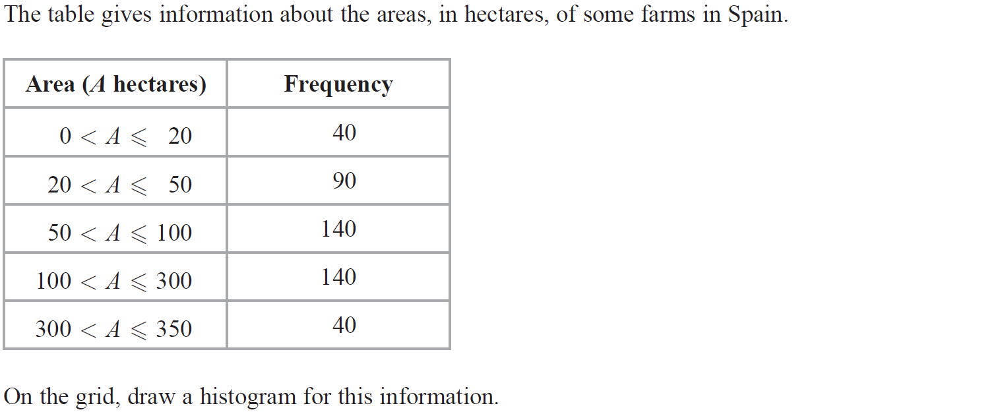 The table gives information about the areas, in hectares, of some farms in Spain.
Area (A hectares) Frequency
0 < A ⩽ 20 40
20 < A ⩽ 50 90
50 < A ⩽ 100 140
100 < A ⩽ 300 140
300 < A ⩽ 350 40
On the grid, draw a histogram for this information.